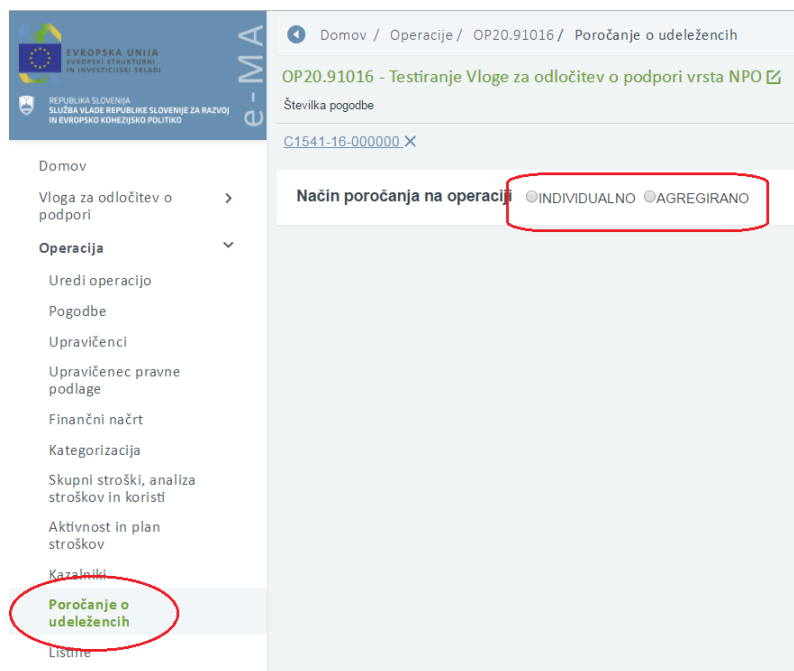 EVROPSKA UNIJA
EVROPSKI STRUKTURNI
IN INVESTICIJSKI SKLADI
REPUBLIKA SLOVENIJA
SLUŽBA VLADE REPUBLIKE SLOVENIJE ZA RAZVOJ
IN EVROPSKO KOHEZIJSKO POLITIKO
e-MA
Domov / Operacije / OP20.91016 / Poročanje o udeležencih
OP20.91016 - Testiranje Vloge za odločitev o podpori vrsta NPO
Številka pogodbe
C1541-16-000000
Način poročanja na operaciji INDIVIDUALNO AGREGIRANO
Domov
Vloga za odločitev o
podpori
Operacija
Uredi operacijo
Pogodbe
Upravičenci
Upravičenec pravne
podlage
Finančni načrt
Kategorizacija
Skupni stroški, analiza
stroškov in koristi
Aktivnost in plan
stroškov
Kazalniki
Poročanje o
udeležencih
Listine